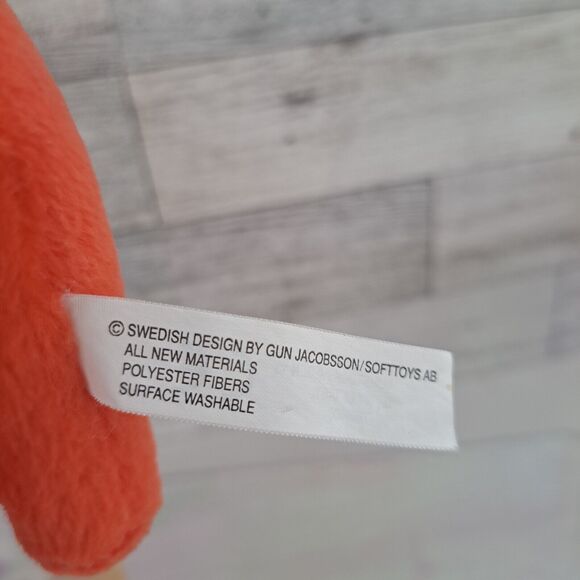 © SWEDISH DESIGN BY GUN JACOBSSON/SOFTTOYS AB
ALL NEW MATERIALS
POLYESTER FIBERS
SURFACE WASHABLE